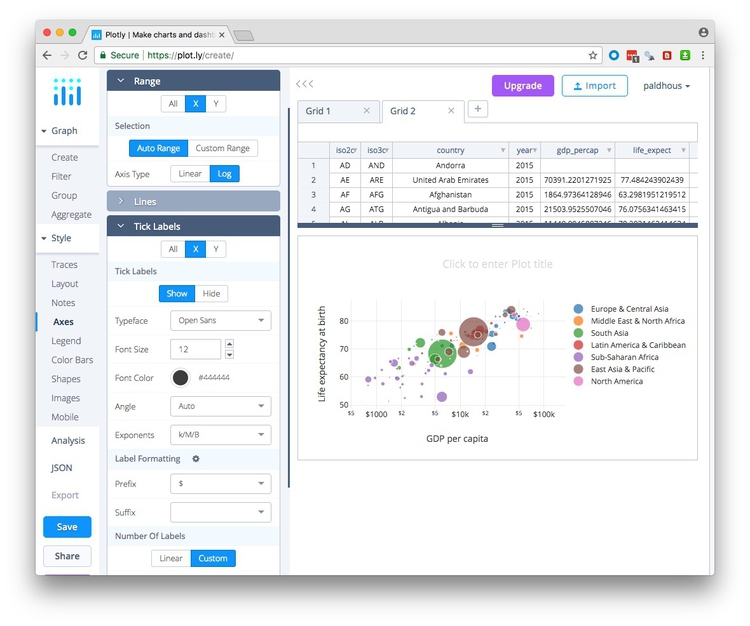 Plotly | Make charts and dashb
Secure | https://plot.ly/create/
Graph
Create
Filter
Group
Aggregate
Style
Traces
Layout
Notes
Axes
Legend
Color Bars
Shapes
Images
Mobile
Analysis
JSON
Export
Save
Share
Range
All X Y
Selection
Auto Range Custom Range
Axis Type Linear Log
Lines
Tick Labels
All X Y
Tick Labels
Show Hide
Typeface Open Sans
Font Size 12
Font Color #444444
Angle Auto
Exponents k/M/B
Label Formatting
Prefix $
Suffix
Number Of Labels
Linear Custom
Upgrade Import paldhous
Grid 1 Grid 2 +
iso2c iso3c country year gdp_percap life_expect
1 AD AND Andorra 2015
2 AE ARE United Arab Emirates 2015 70391.2201271925 77.484243902439
3 AF AFG Afghanistan 2015 1864.97364128946 63.2981951219512
4 AG ATG Antigua and Barbuda 2015 21503.9525507046 76.0756341463415
Click to enter Plot title
Life expectancy at birth
80
70
60
50
$5 $1000 $2 $5 $10k $2 $5 $100k
GDP per capita
Europe & Central Asia
Middle East & North Africa
South Asia
Latin America & Caribbean
Sub-Saharan Africa
East Asia & Pacific
North America